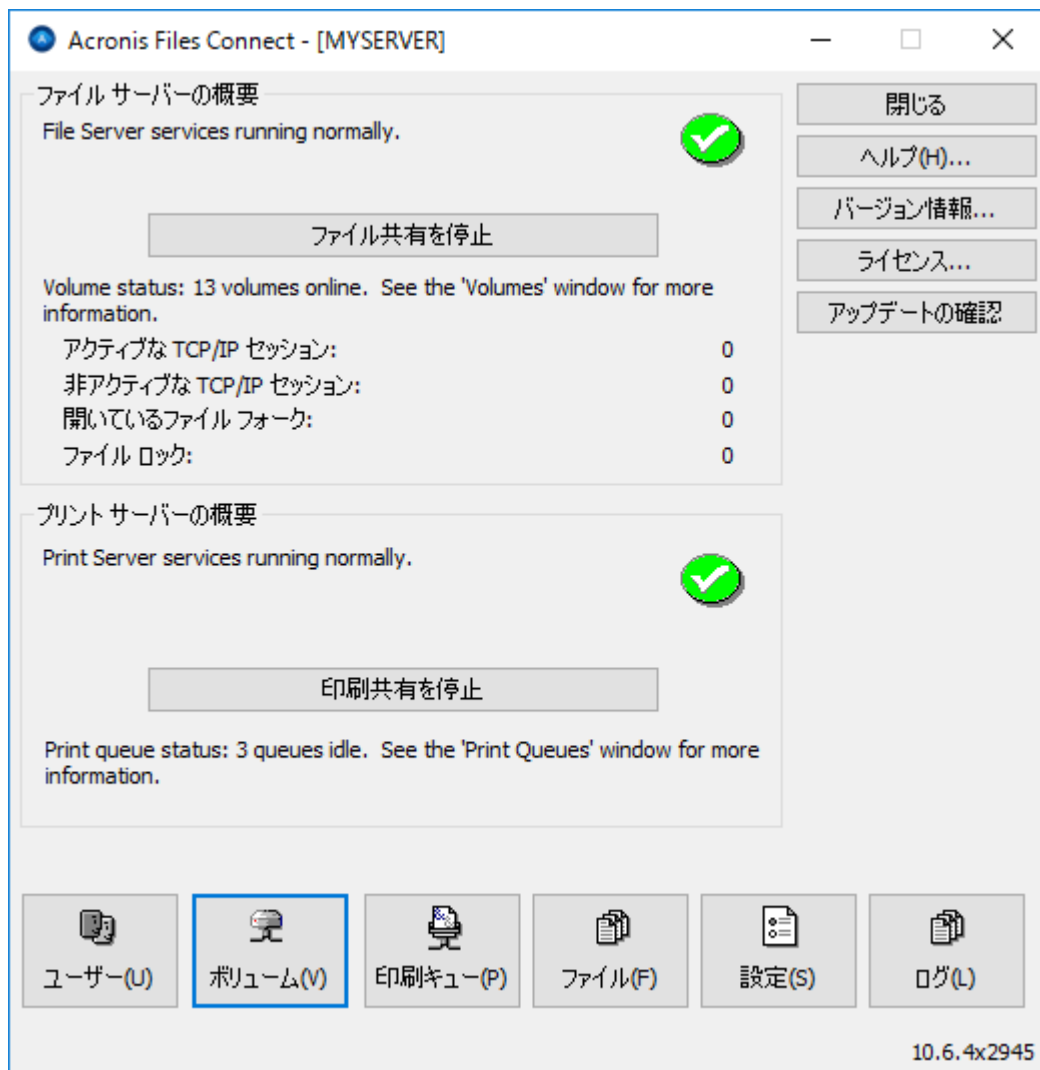 Acronis Files Connect - [MYSERVER]
ファイル サーバーの概要
File Server services running normally.
ファイル共有を停止
Volume status: 13 volumes online.  See the 'Volumes' window for more
information.
アクティブな TCP/IP セッション: 0
非アクティブな TCP/IP セッション: 0
開いているファイル フォーク: 0
ファイル ロック: 0
プリント サーバーの概要
Print Server services running normally.
印刷共有を停止
Print queue status: 3 queues idle.  See the 'Print Queues' window for more
information.
閉じる
ヘルプ(H)...
バージョン情報...
ライセンス...
アップデートの確認
ユーザー(U)
ボリューム(V)
印刷キュー(P)
ファイル(F)
設定(S)
ログ(L)
10.6.4x2945